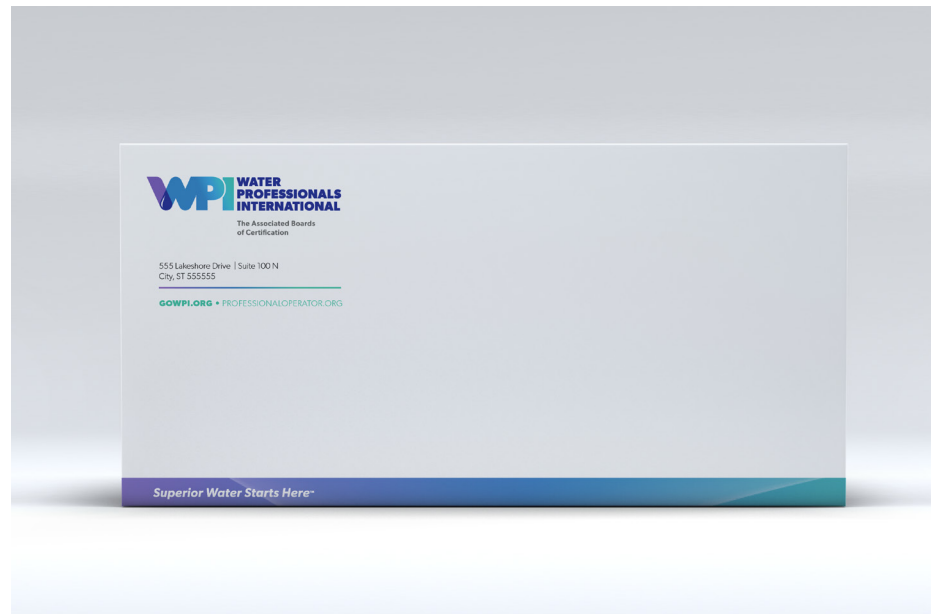 WPI
WATER
PROFESSIONALS
INTERNATIONAL
The Associated Boards
of Certification
555 Lakeshore Drive | Suite 100 N
City, ST 555555
GOWPI.ORG • PROFESSIONALOPERATOR.ORG
Superior Water Starts Here™